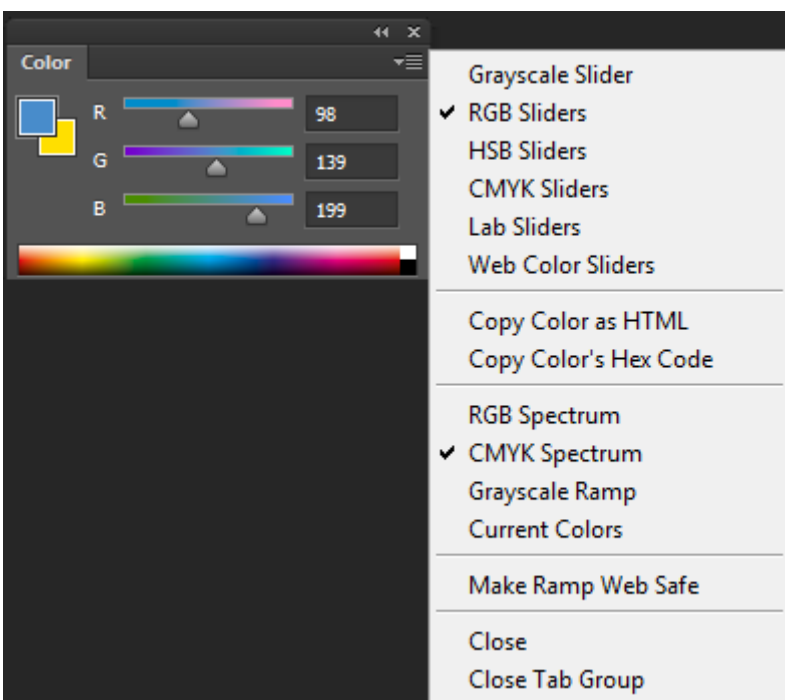 Color
R 98
G 139
B 199
Grayscale Slider
RGB Sliders
HSB Sliders
CMYK Sliders
Lab Sliders
Web Color Sliders
Copy Color as HTML
Copy Color's Hex Code
RGB Spectrum
CMYK Spectrum
Grayscale Ramp
Current Colors
Make Ramp Web Safe
Close
Close Tab Group